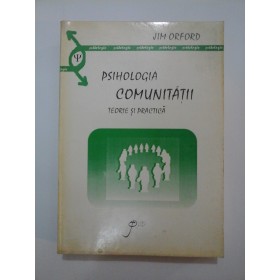 JIM ORFORD
Ψ
PSIHOLOGIA
COMUNITĂȚII
TEORIE ȘI PRACTICĂ